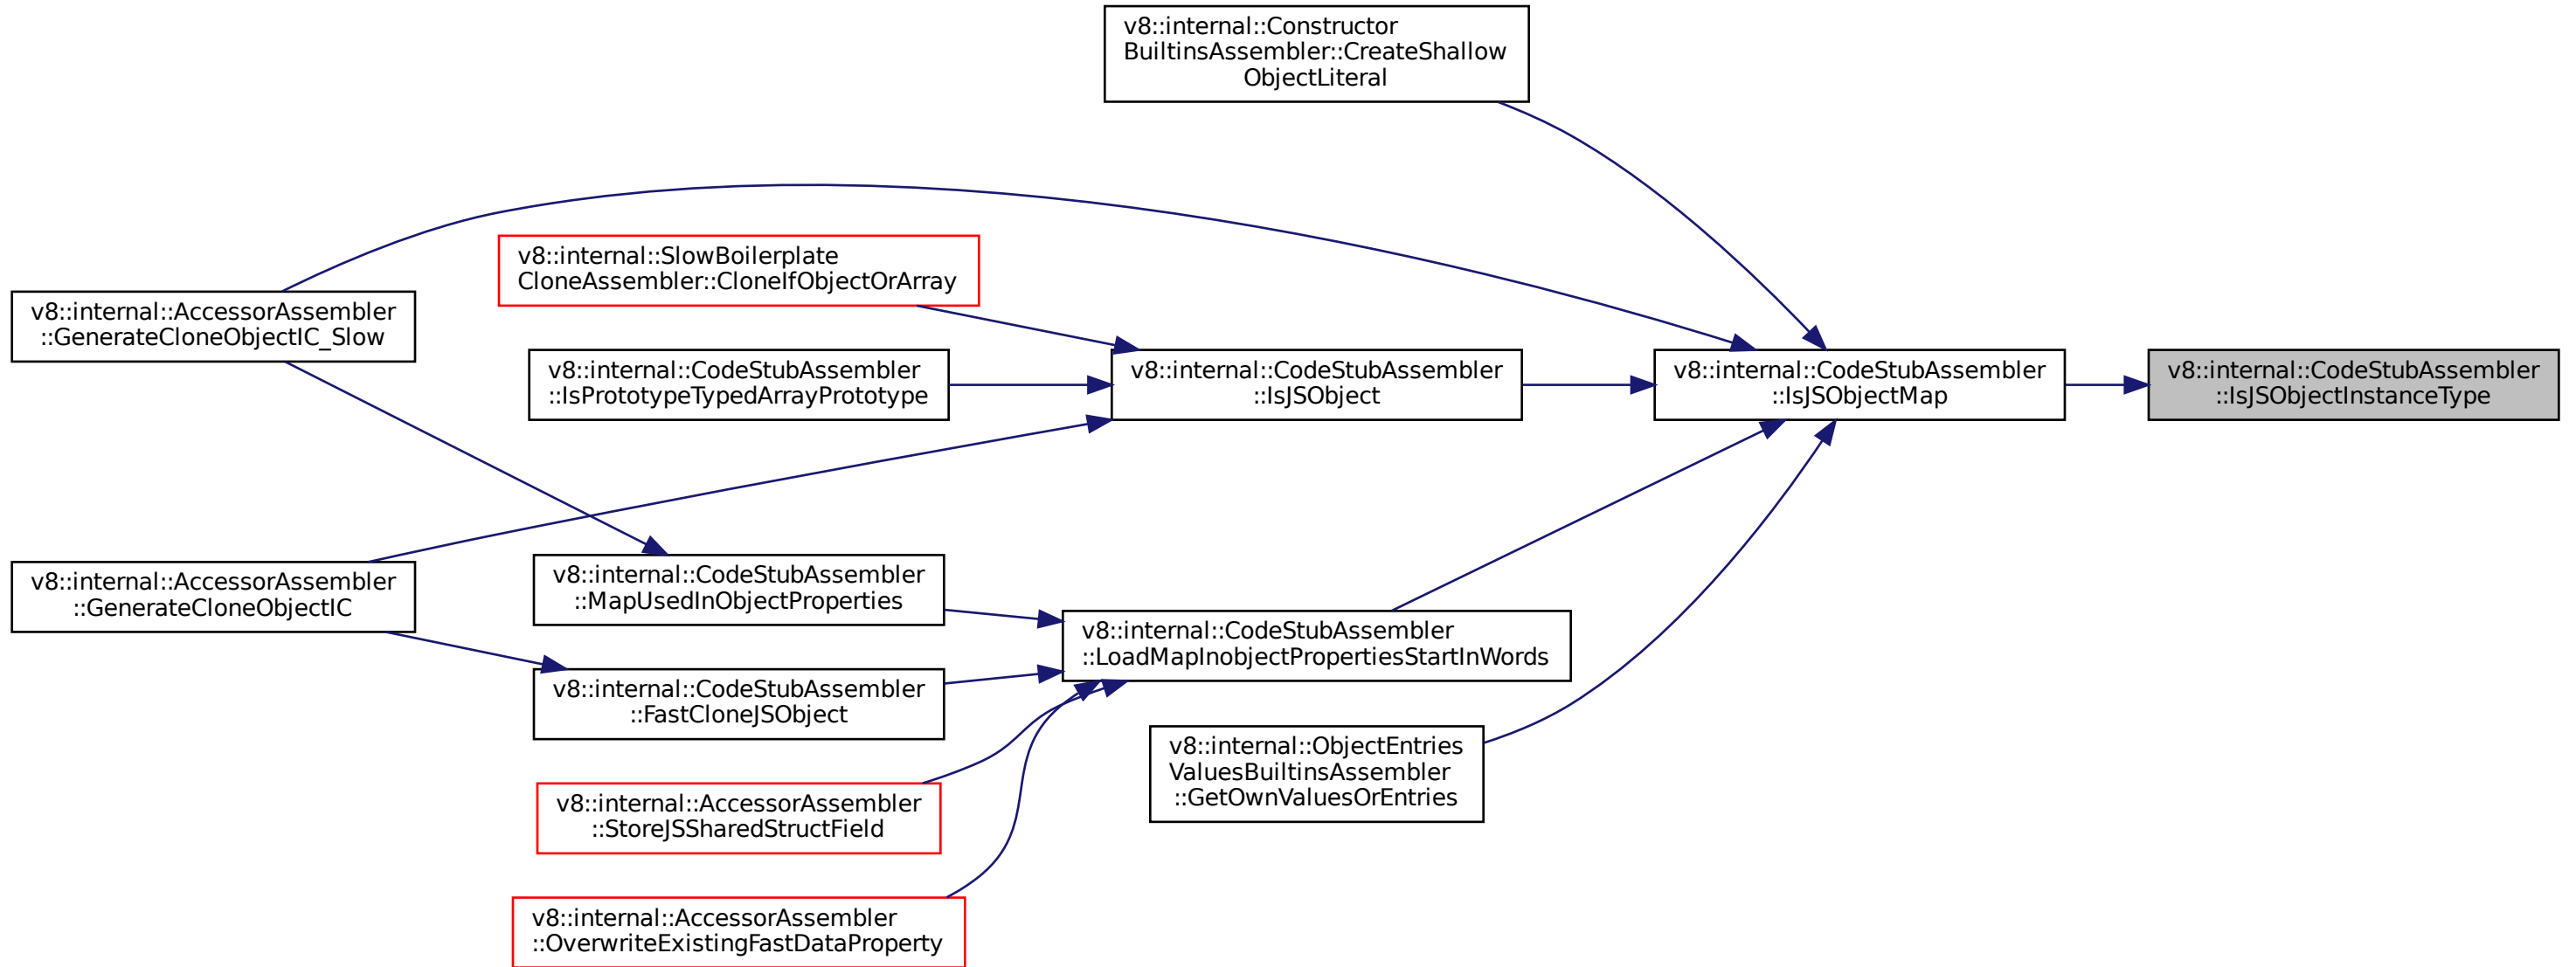 v8::internal::Constructor
BuiltinsAssembler::CreateShallow
ObjectLiteral
v8::internal::SlowBoilerplate
CloneAssembler::CloneIfObjectOrArray
v8::internal::AccessorAssembler
::GenerateCloneObjectIC_Slow
v8::internal::CodeStubAssembler
::IsPrototypeTypedArrayPrototype
v8::internal::CodeStubAssembler
::IsJSObject
v8::internal::CodeStubAssembler
::IsJSObjectMap
v8::internal::CodeStubAssembler
::IsJSObjectInstanceType
v8::internal::AccessorAssembler
::GenerateCloneObjectIC
v8::internal::CodeStubAssembler
::MapUsedInObjectProperties
v8::internal::CodeStubAssembler
::LoadMapInobjectPropertiesStartInWords
v8::internal::CodeStubAssembler
::FastCloneJSObject
v8::internal::ObjectEntries
ValuesBuiltinsAssembler
::GetOwnValuesOrEntries
v8::internal::AccessorAssembler
::StoreJSSharedStructField
v8::internal::AccessorAssembler
::OverwriteExistingFastDataProperty